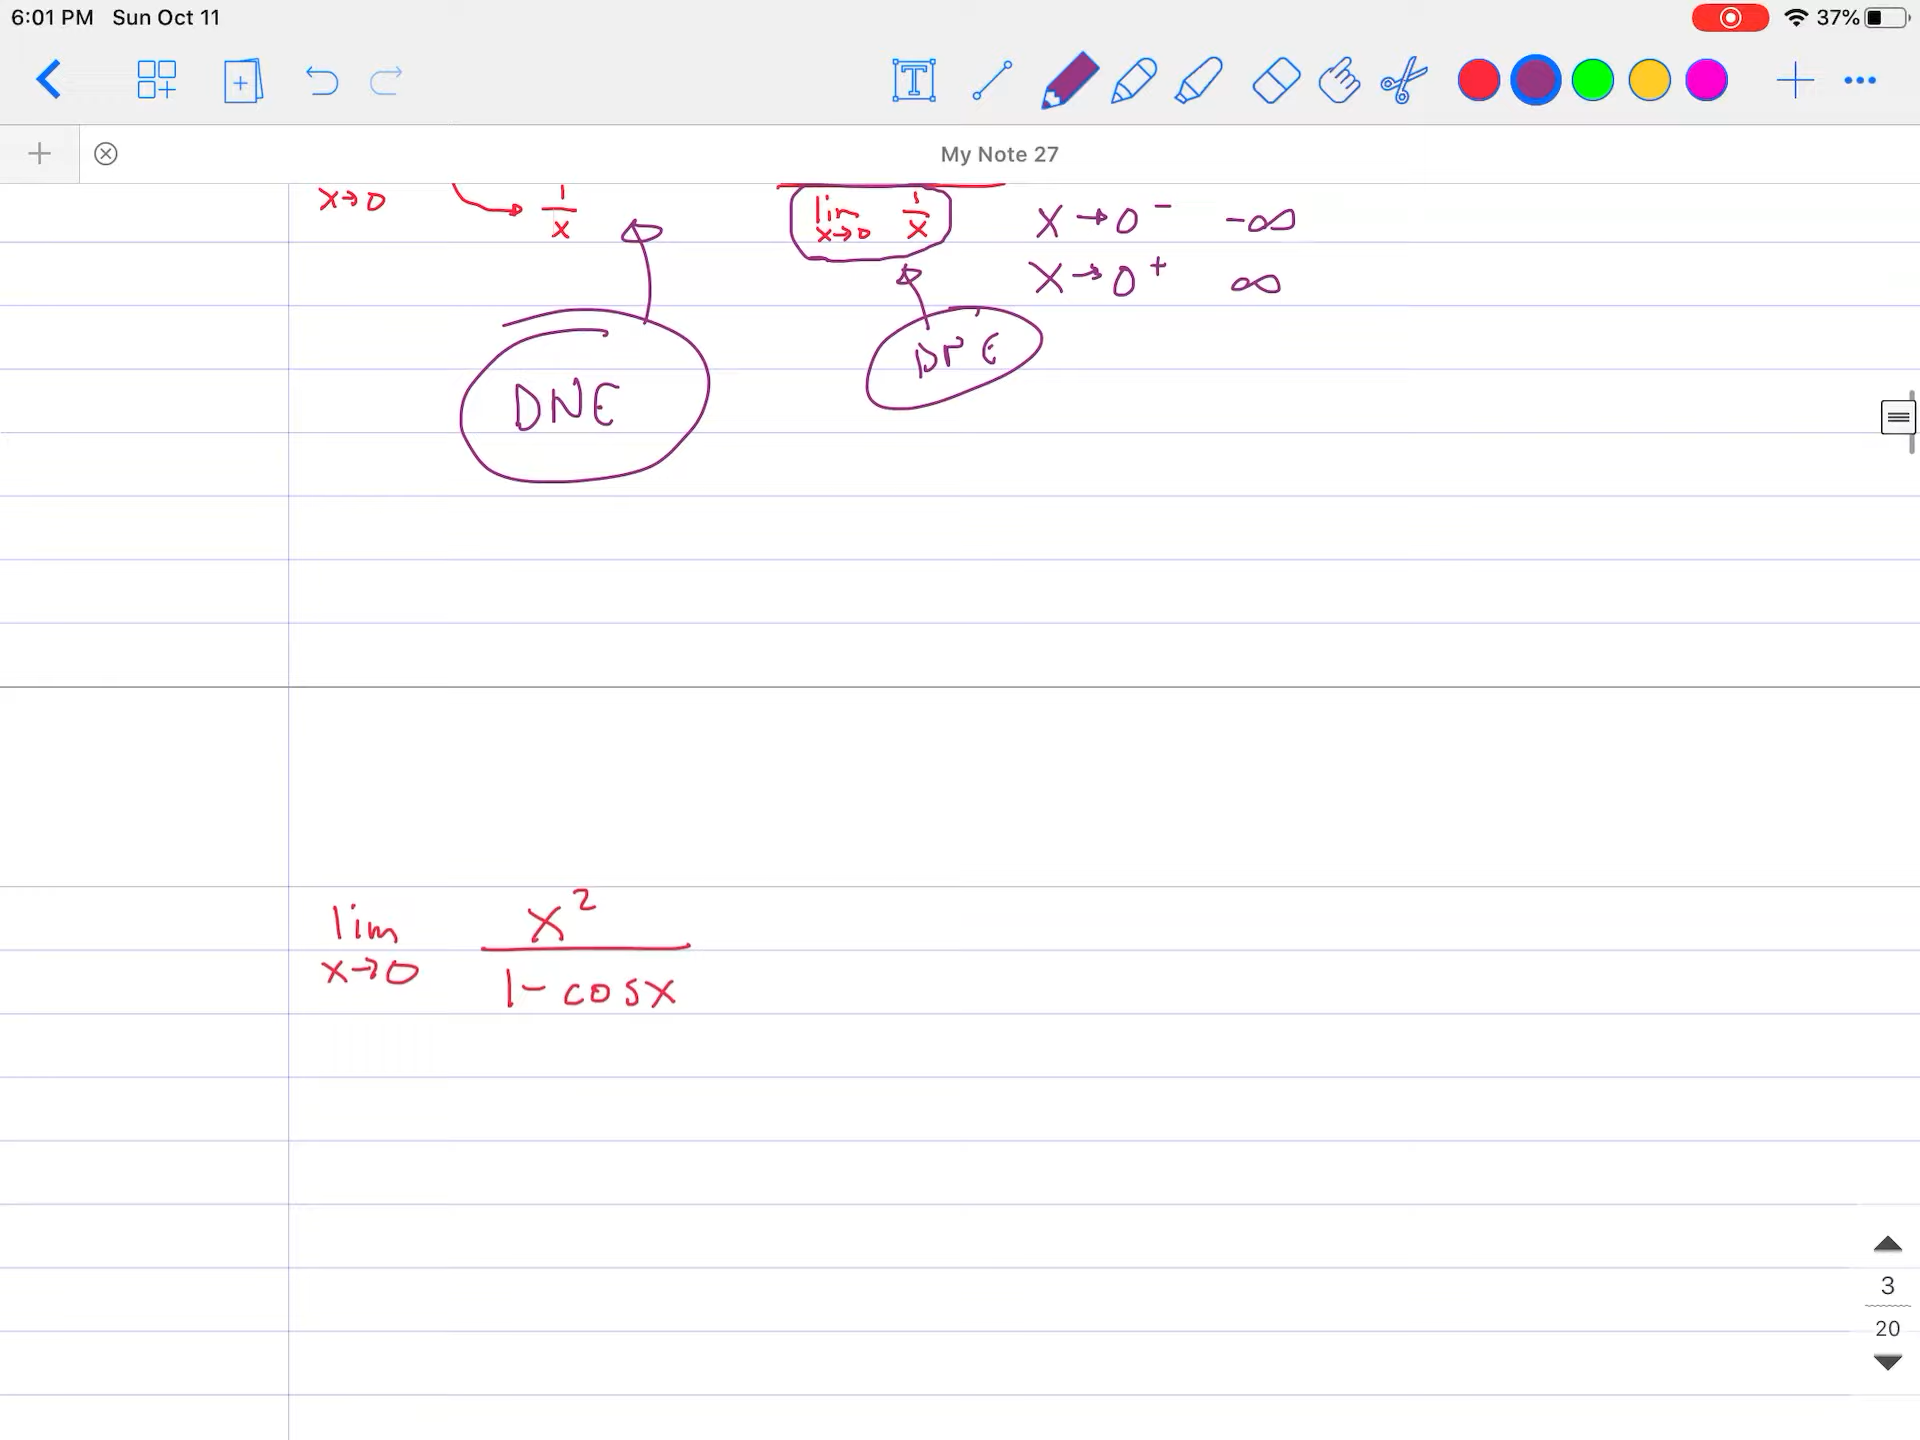 6:01 PM Sun Oct 11 37%
T
My Note 27
x→0 1/x lim x→0 1/x x→0⁻ -∞
x→0⁺ ∞
DNE
DNE
lim x→0 x²/(1-cosx)
3
20